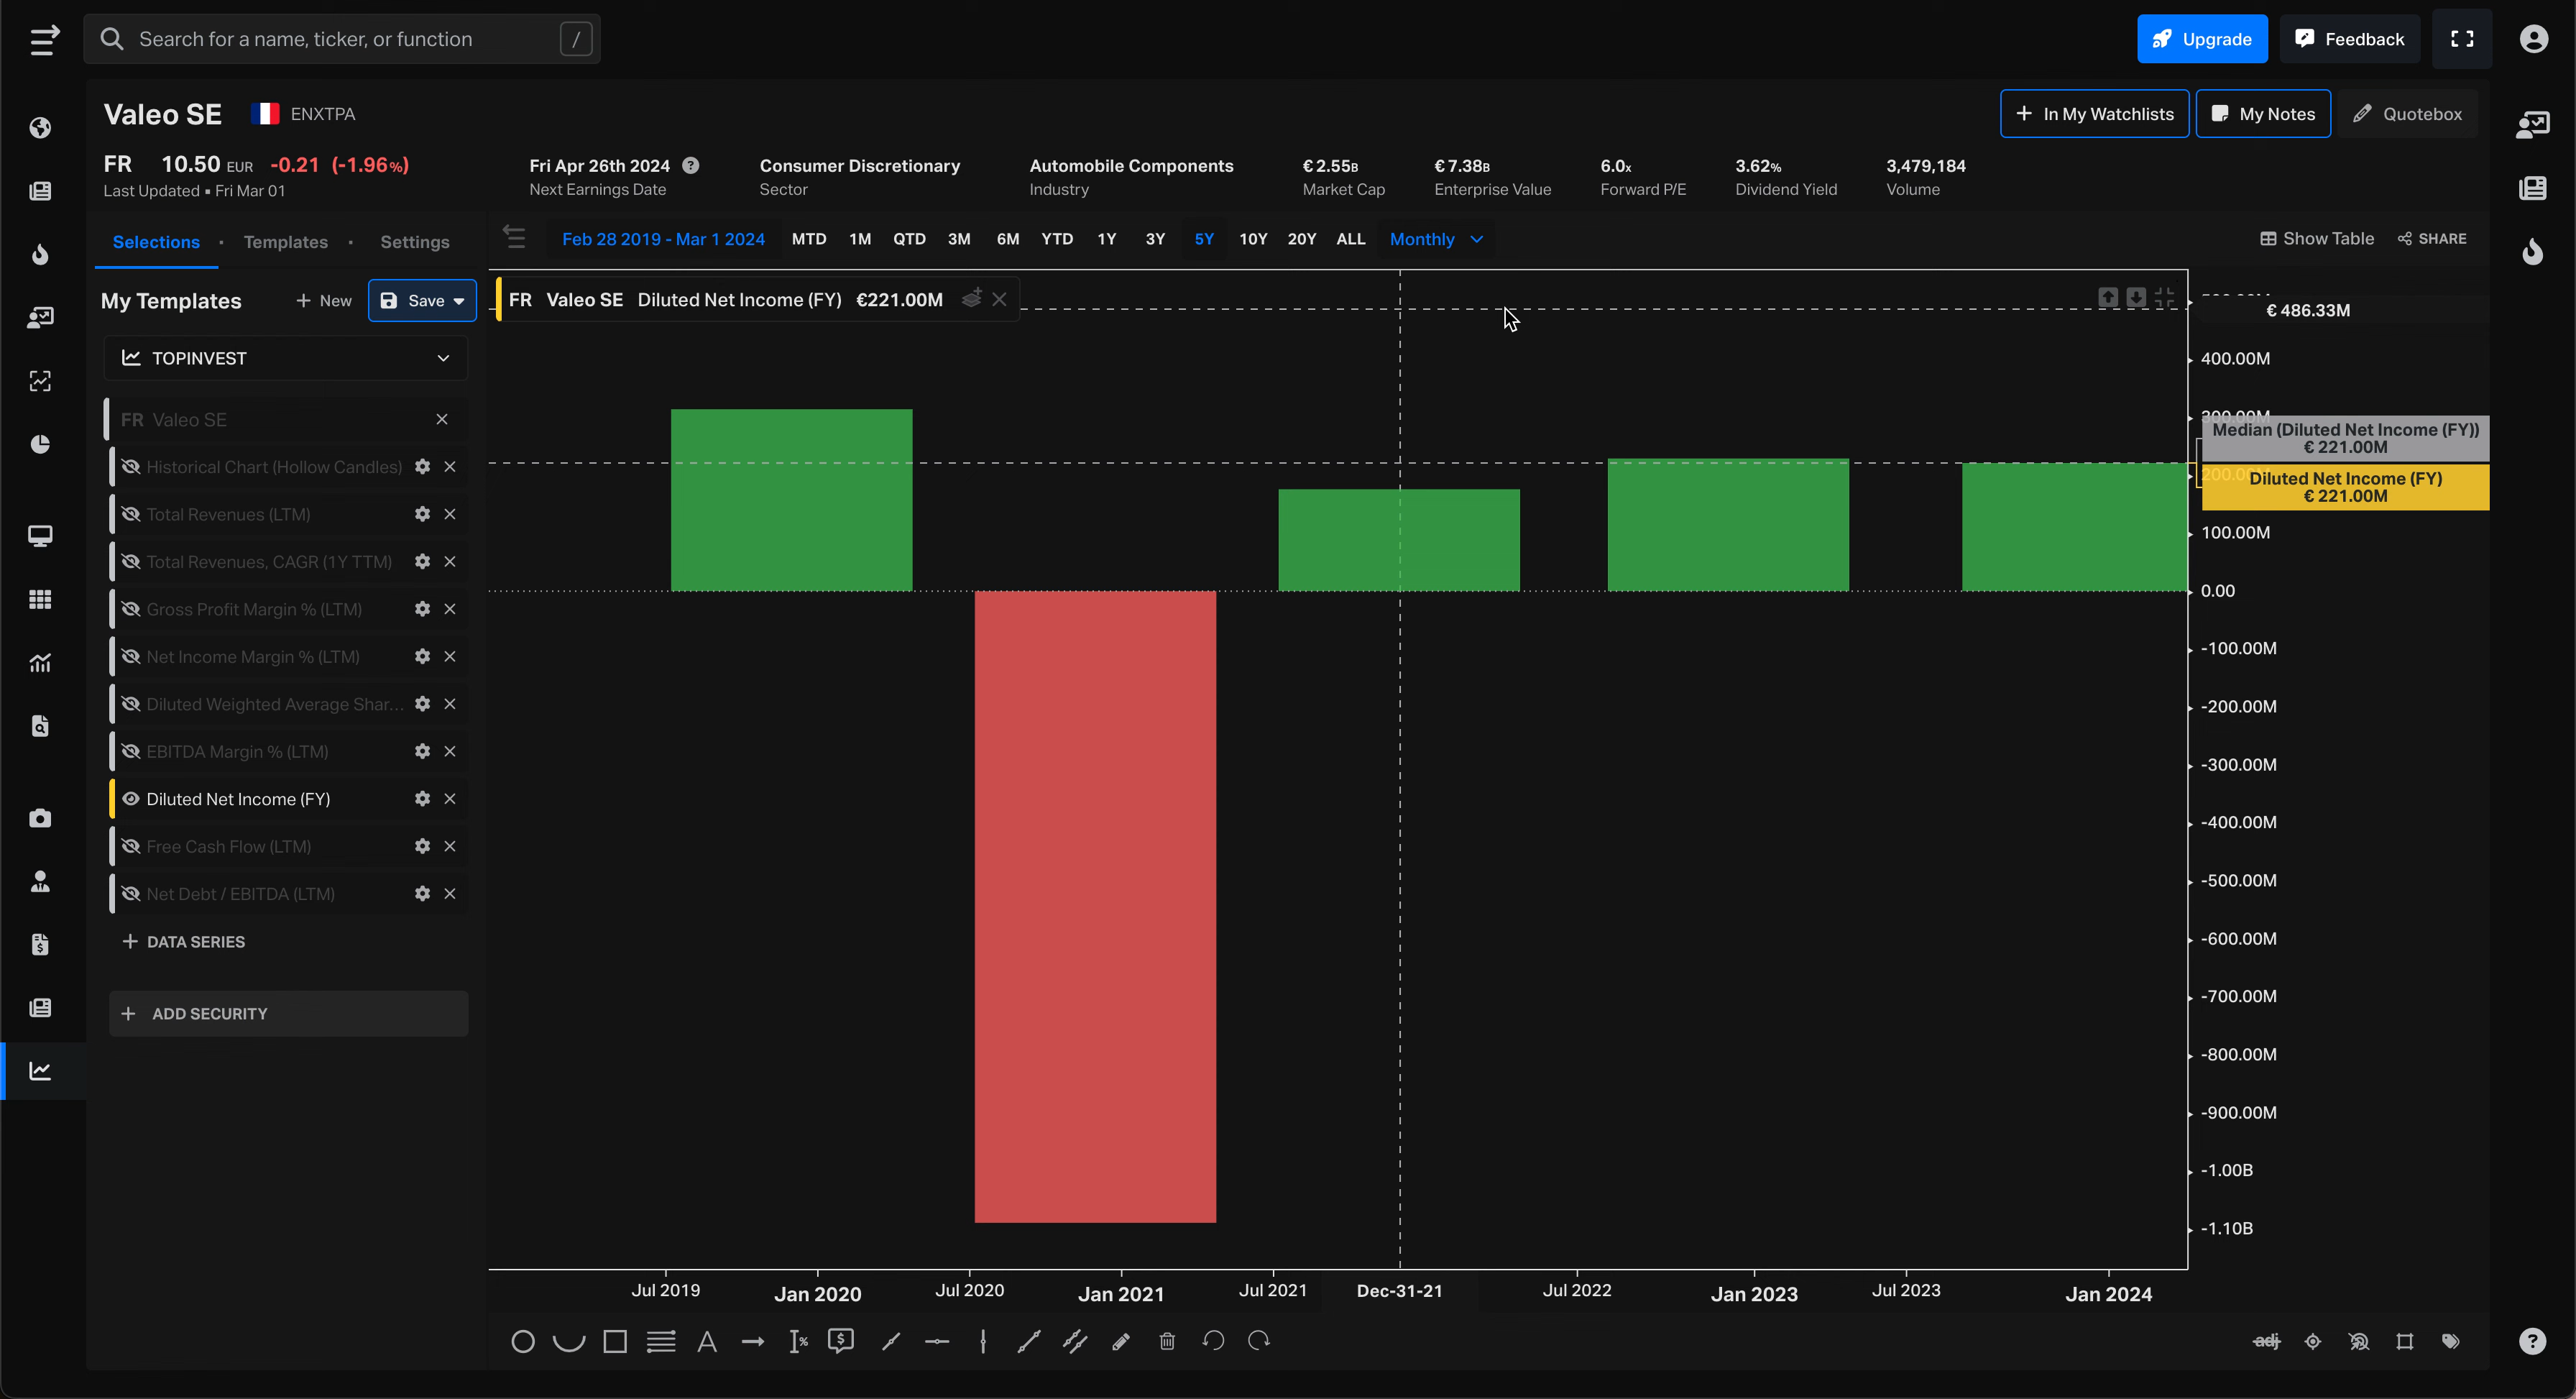 Search for a name, ticker, or function /
Upgrade
Feedback
Valeo SE ENXTPA
In My Watchlists
My Notes
Quotebox
FR 10.50 EUR -0.21 (-1.96%)
Last Updated ▪ Fri Mar 01
Fri Apr 26th 2024
Next Earnings Date
Consumer Discretionary
Sector
Automobile Components
Industry
€ 2.55B
Market Cap
€ 7.38B
Enterprise Value
6.0x
Forward P/E
3.62%
Dividend Yield
3,479,184
Volume
Selections · Templates · Settings
Feb 28 2019 - Mar 1 2024 MTD 1M QTD 3M 6M YTD 1Y 3Y 5Y 10Y 20Y ALL Monthly
Show Table SHARE
My Templates + New Save
TOPINVEST
FR Valeo SE
Historical Chart (Hollow Candles)
Total Revenues (LTM)
Total Revenues, CAGR (1Y TTM)
Gross Profit Margin % (LTM)
Net Income Margin % (LTM)
Diluted Weighted Average Shar...
EBITDA Margin % (LTM)
Diluted Net Income (FY)
Free Cash Flow (LTM)
Net Debt / EBITDA (LTM)
+ DATA SERIES
+ ADD SECURITY
FR Valeo SE Diluted Net Income (FY) €221.00M
€ 486.33M
400.00M
300.00M
Median (Diluted Net Income (FY))
€ 221.00M
200.00M
Diluted Net Income (FY)
€ 221.00M
100.00M
0.00
-100.00M
-200.00M
-300.00M
-400.00M
-500.00M
-600.00M
-700.00M
-800.00M
-900.00M
-1.00B
-1.10B
Jul 2019 Jan 2020 Jul 2020 Jan 2021 Jul 2021 Dec-31-21 Jul 2022 Jan 2023 Jul 2023 Jan 2024
adj